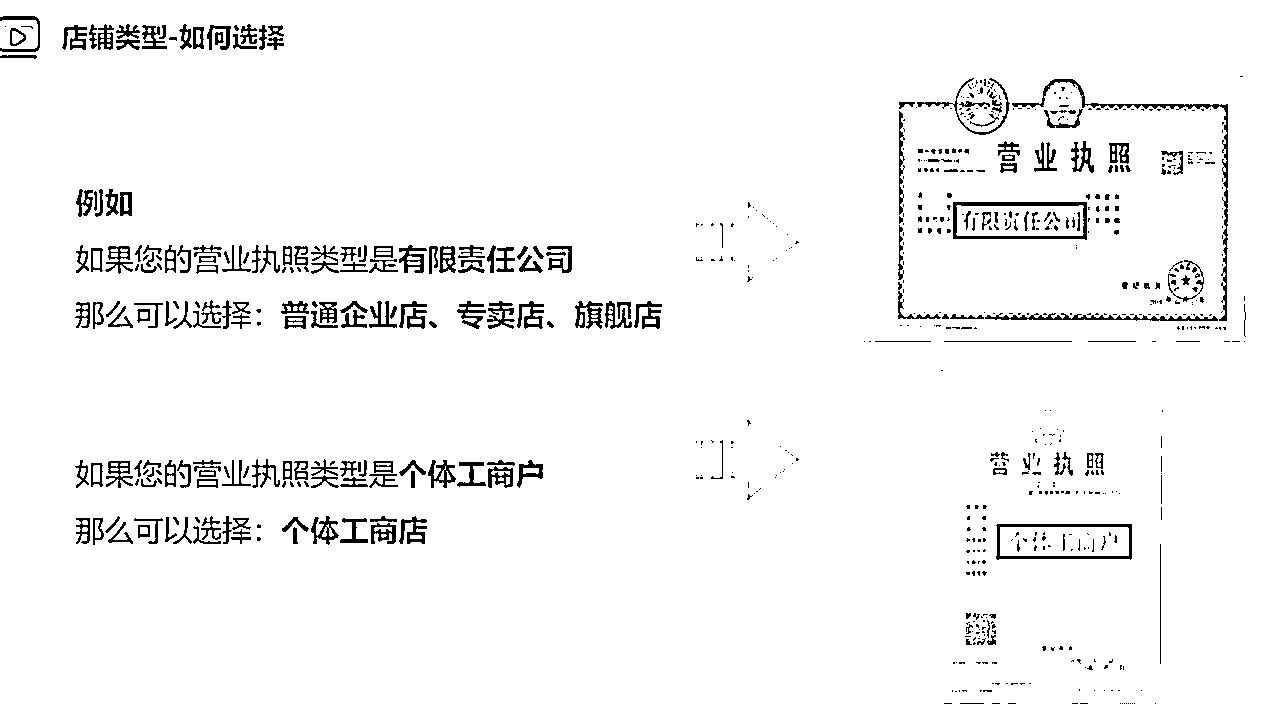 店铺类型-如何选择
例如
如果您的营业执照类型是有限责任公司
那么可以选择：普通企业店、专卖店、旗舰店
营业执照
有限责任公司
如果您的营业执照类型是个体工商户
那么可以选择：个体工商店
营业执照
个体工商户